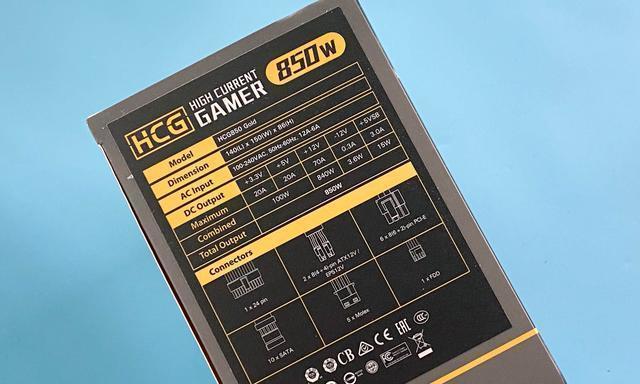 HCG
HIGH CURRENT
GAMER
850W
Model HCG850 Gold
Dimension 140(L) x 150(W) x 86(H)
AC Input 100-240VAC, 50Hz-60Hz, 12A-6A
DC Output +3.3V +5V +12V -12V +5VSB
Maximum 20A 20A 70A 0.3A 3.0A
Combined 100W 840W 3.6W 15W
Total Output 850W
Connectors
1 x 24 pin
2 x 8(4+4)-pin ATX12V /
EPS12V
6 x 8(6+2)-pin PCI-E
10 x SATA
5 x Molex
1 x FDD
CB CE EAC CCC